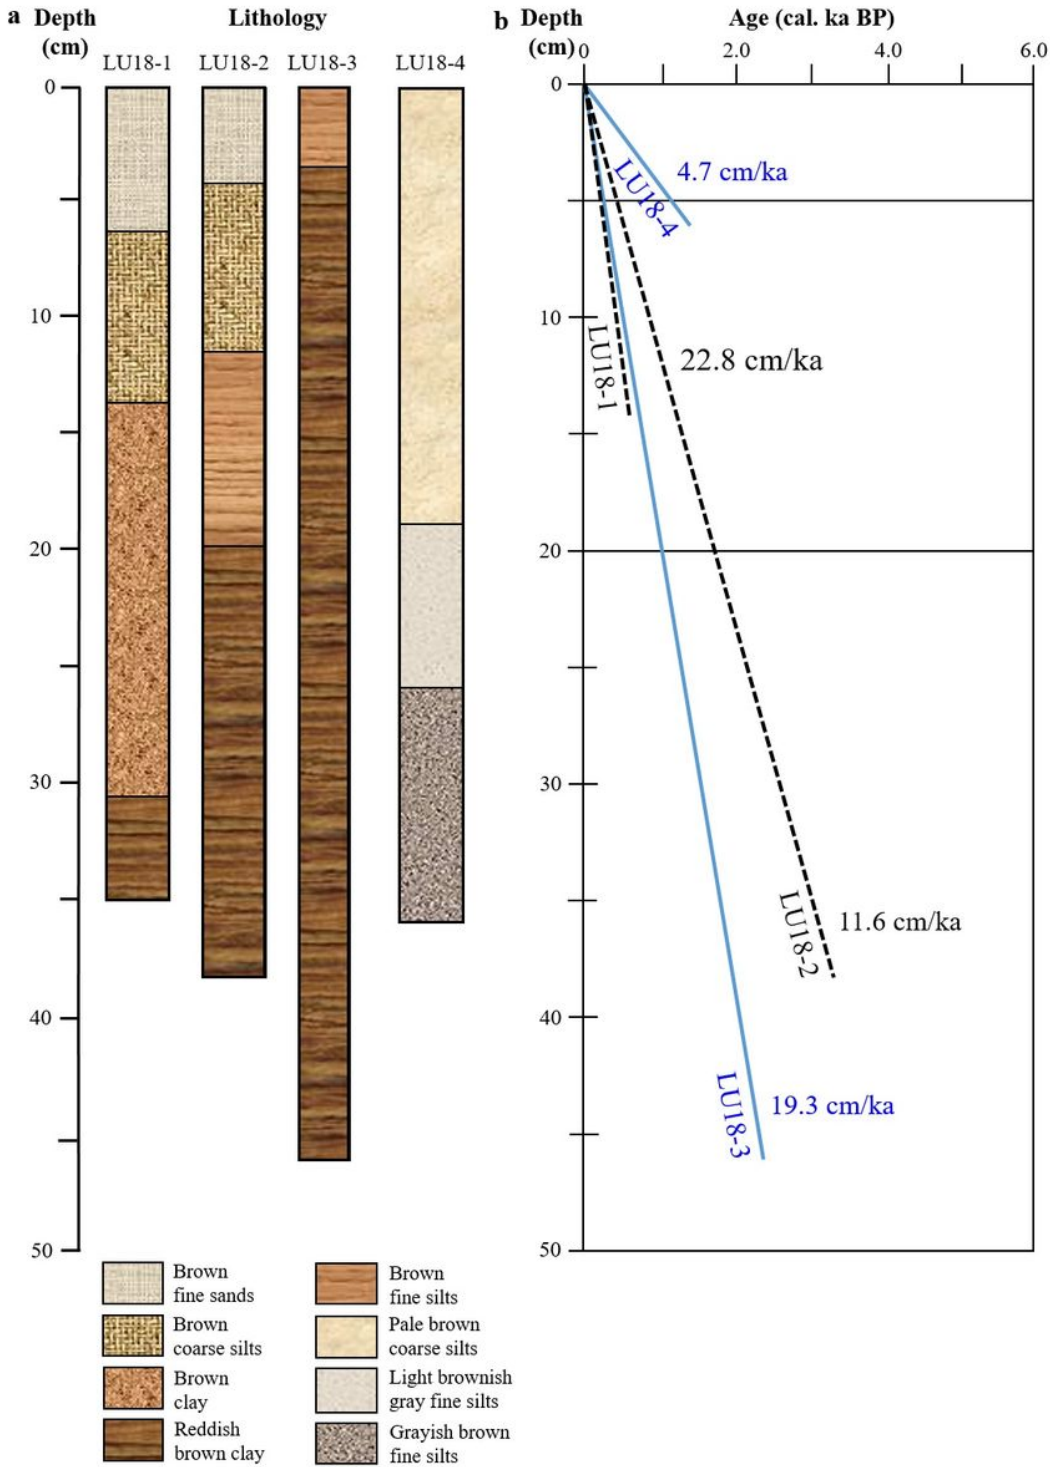 a Depth (cm) Lithology
LU18-1 LU18-2 LU18-3 LU18-4
0
10
20
30
40
50
Brown fine sands
Brown coarse silts
Brown clay
Reddish brown clay
Brown fine silts
Pale brown coarse silts
Light brownish gray fine silts
Grayish brown fine silts
b Depth (cm) Age (cal. ka BP)
0 2.0 4.0 6.0
0
10
20
30
40
50
4.7 cm/ka
LU18-4
LU18-1
22.8 cm/ka
LU18-2
11.6 cm/ka
LU18-3
19.3 cm/ka